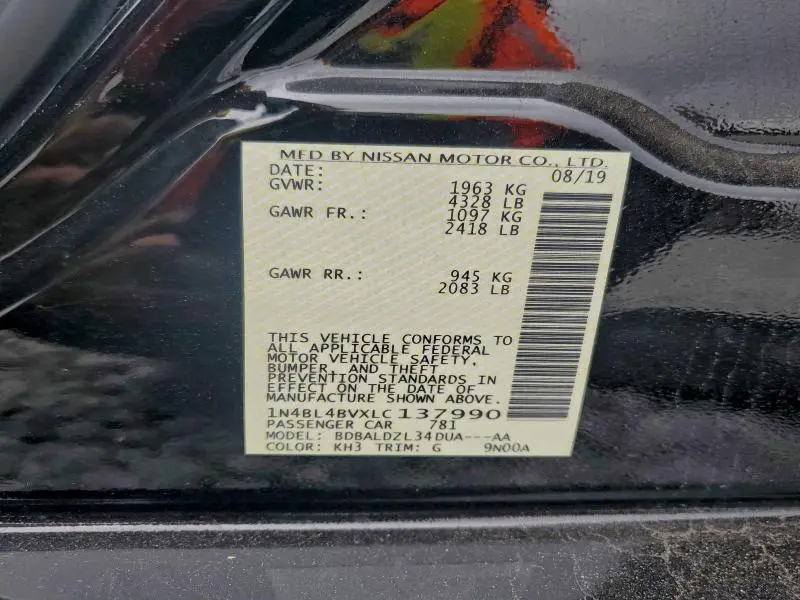 MFD BY NISSAN MOTOR CO., LTD.
DATE: 08/19
GVWR: 1963 KG
4328 LB
GAWR FR.: 1097 KG
2418 LB
GAWR RR.: 945 KG
2083 LB
THIS VEHICLE CONFORMS TO
ALL APPLICABLE FEDERAL
MOTOR VEHICLE SAFETY,
BUMPER, AND THEFT
PREVENTION STANDARDS IN
EFFECT ON THE DATE OF
MANUFACTURE SHOWN ABOVE.
1N4BL4BVXLC137990
PASSENGER CAR 781
MODEL: BDBALDZL34DUA---AA
COLOR: KH3 TRIM: G 9N00A